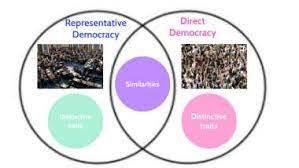 Representative
Democracy
Direct
Democracy
Similarities
Distinctive
traits
Distinctive
traits